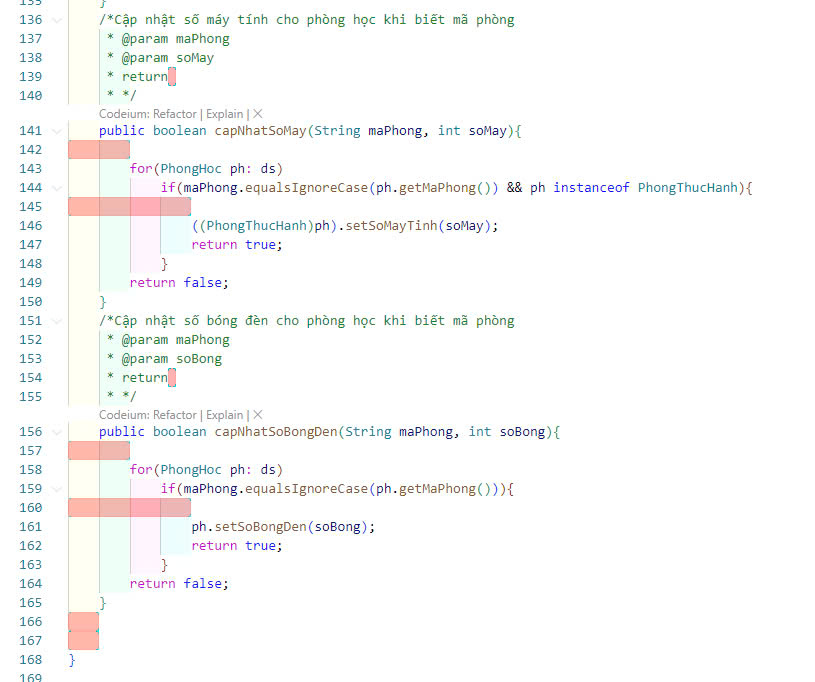 135 }
136 /*Cập nhật số máy tính cho phòng học khi biết mã phòng
137 * @param maPhong
138 * @param soMay
139 * return
140 * */
Codeium: Refactor | Explain | ×
141 public boolean capNhatSoMay(String maPhong, int soMay){
142
143 for(PhongHoc ph: ds)
144 if(maPhong.equalsIgnoreCase(ph.getMaPhong()) && ph instanceof PhongThucHanh){
145
146 ((PhongThucHanh)ph).setSoMayTinh(soMay);
147 return true;
148 }
149 return false;
150 }
151 /*Cập nhật số bóng đèn cho phòng học khi biết mã phòng
152 * @param maPhong
153 * @param soBong
154 * return
155 * */
Codeium: Refactor | Explain | ×
156 public boolean capNhatSoBongDen(String maPhong, int soBong){
157
158 for(PhongHoc ph: ds)
159 if(maPhong.equalsIgnoreCase(ph.getMaPhong())){
160
161 ph.setSoBongDen(soBong);
162 return true;
163 }
164 return false;
165 }
166
167
168 }
169